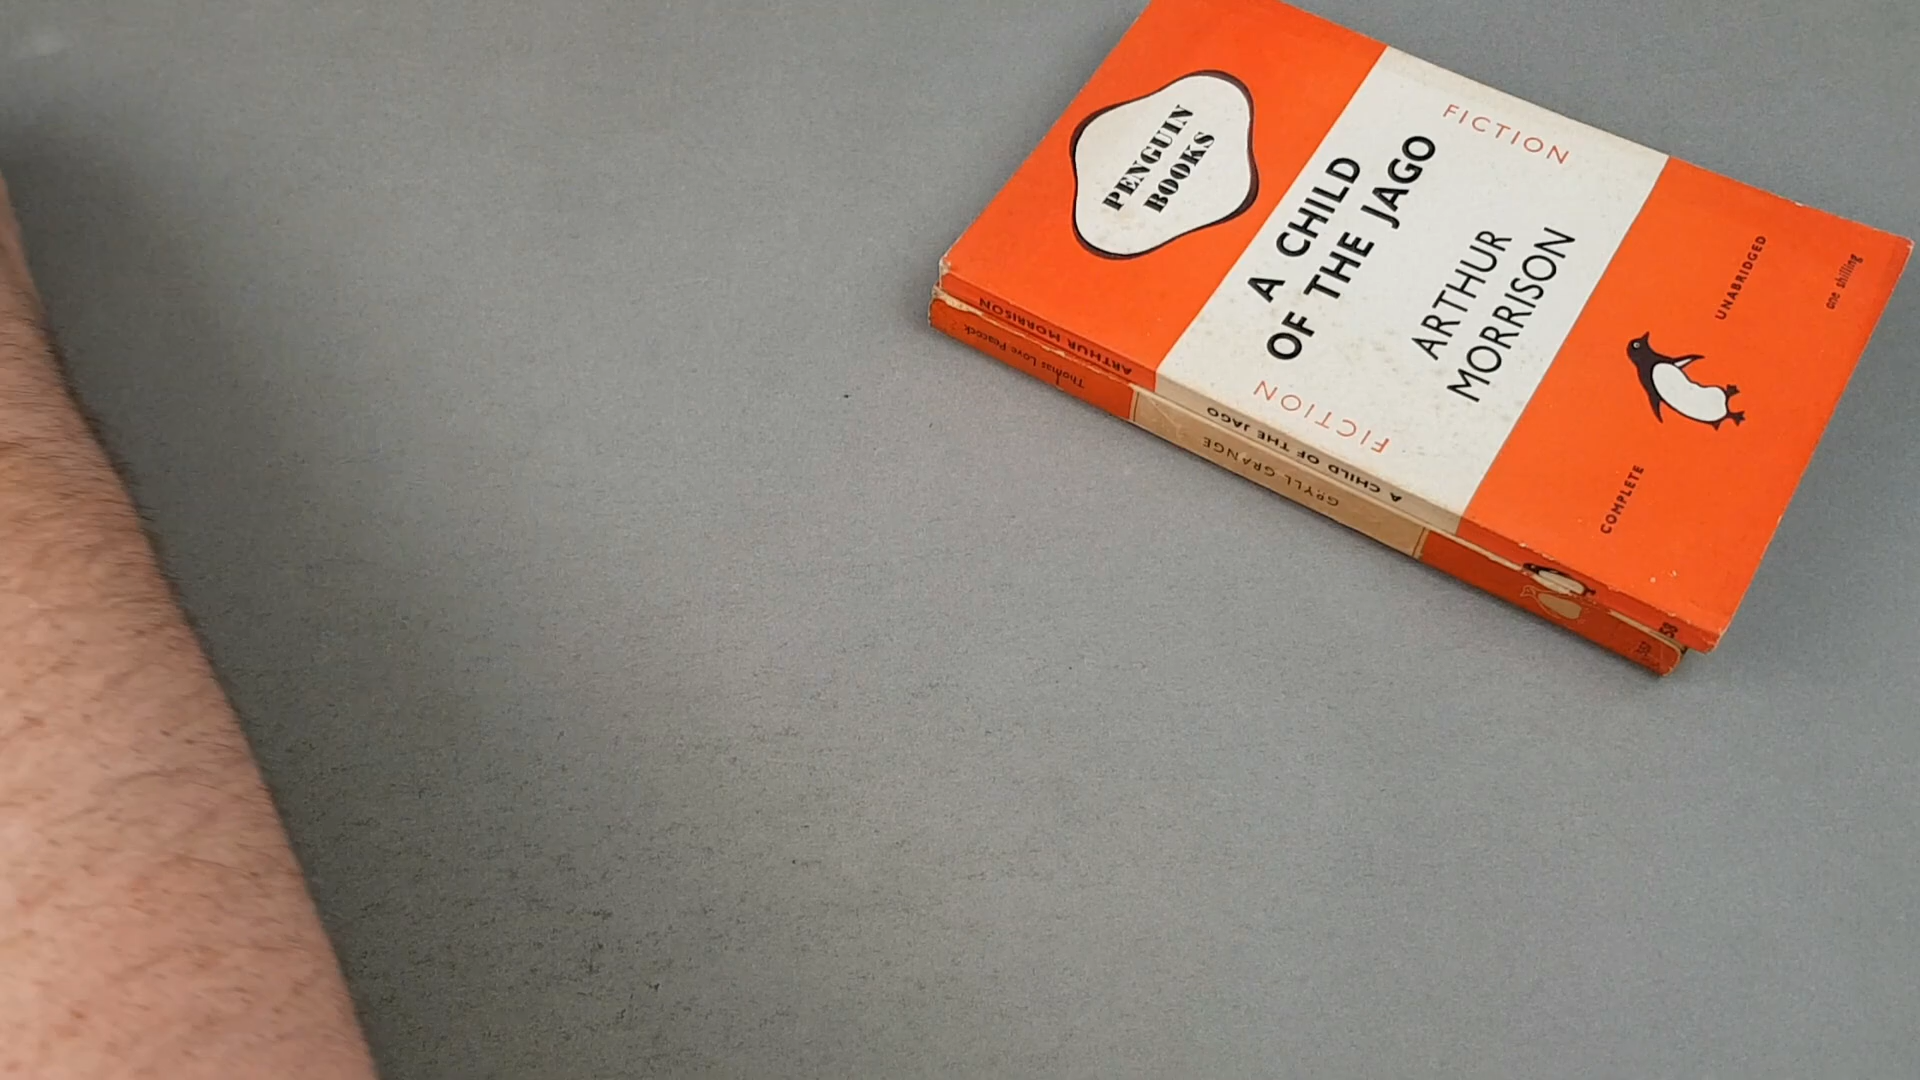 PENGUIN
BOOKS
FICTION
A CHILD
OF THE JAGO
FICTION
ARTHUR
MORRISON
COMPLETE
UNABRIDGED
one shilling
ARTHUR MORRISON
A CHILD OF THE JAGO
58
Thomas Love Peacock
GRYLL GRANGE